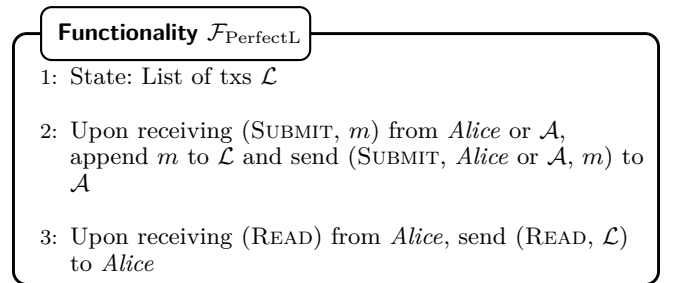 Functionality 𝓕PerfectL
1: State: List of txs 𝓛
2: Upon receiving (SUBMIT, m) from Alice or 𝓐,
append m to 𝓛 and send (SUBMIT, Alice or 𝓐, m) to
𝓐
3: Upon receiving (READ) from Alice, send (READ, 𝓛)
to Alice